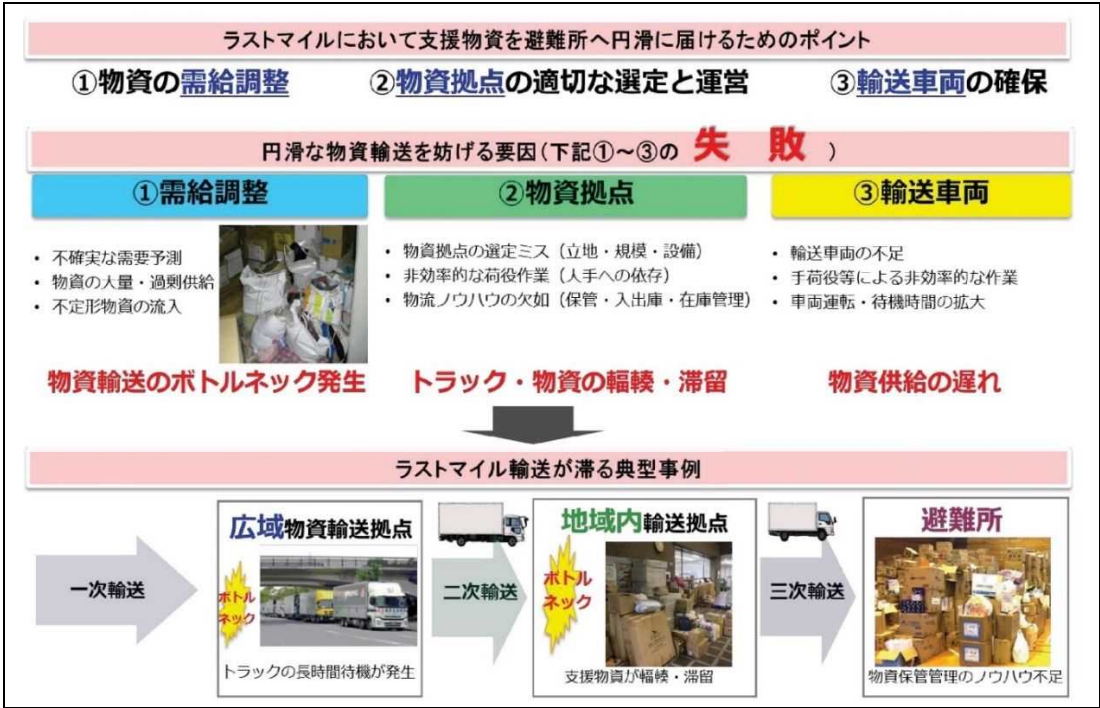 ラストマイルにおいて支援物資を避難所へ円滑に届けるためのポイント
①物資の需給調整
②物資拠点の適切な選定と運営
③輸送車両の確保
円滑な物資輸送を妨げる要因(下記①～③の 失 敗 )
①需給調整
・ 不確実な需要予測
・ 物資の大量・過剰供給
・ 不定形物資の流入
物資輸送のボトルネック発生
②物資拠点
・ 物資拠点の選定ミス（立地・規模・設備）
・ 非効率的な荷役作業（人手への依存）
・ 物流ノウハウの欠如（保管・入出庫・在庫管理）
トラック・物資の輻輳・滞留
③輸送車両
・ 輸送車両の不足
・ 手荷役等による非効率的な作業
・ 車両運転・待機時間の拡大
物資供給の遅れ
ラストマイル輸送が滞る典型事例
一次輸送
広域物資輸送拠点
ボトル
ネック
トラックの長時間待機が発生
二次輸送
地域内輸送拠点
ボトル
ネック
支援物資が輻輳・滞留
三次輸送
避難所
物資保管管理のノウハウ不足